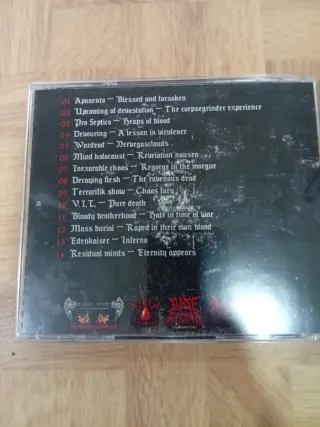 01 Aposento — Blessed and forsaken
02 Upcoming of devastation — The corpsegrinder experience
03 Pro Septico — Heaps of blood
04 Devouring — A lesson in virulence
05 Wardead — Nervegasclouds
06 Mind holocaust — Revelation nausea
07 Inexorable chaos — Regorge in the morgue
08 Decaying flesh — The ravenous dead
09 Terrorifik show — Chaos fury
10 V.I.L. — Pure death
11 Bloody brotherhood — Hate in time of war
12 Mass burial — Raped in their own blood
13 Edenkaiser — Inferno
14 Residual minds — Eternity appears